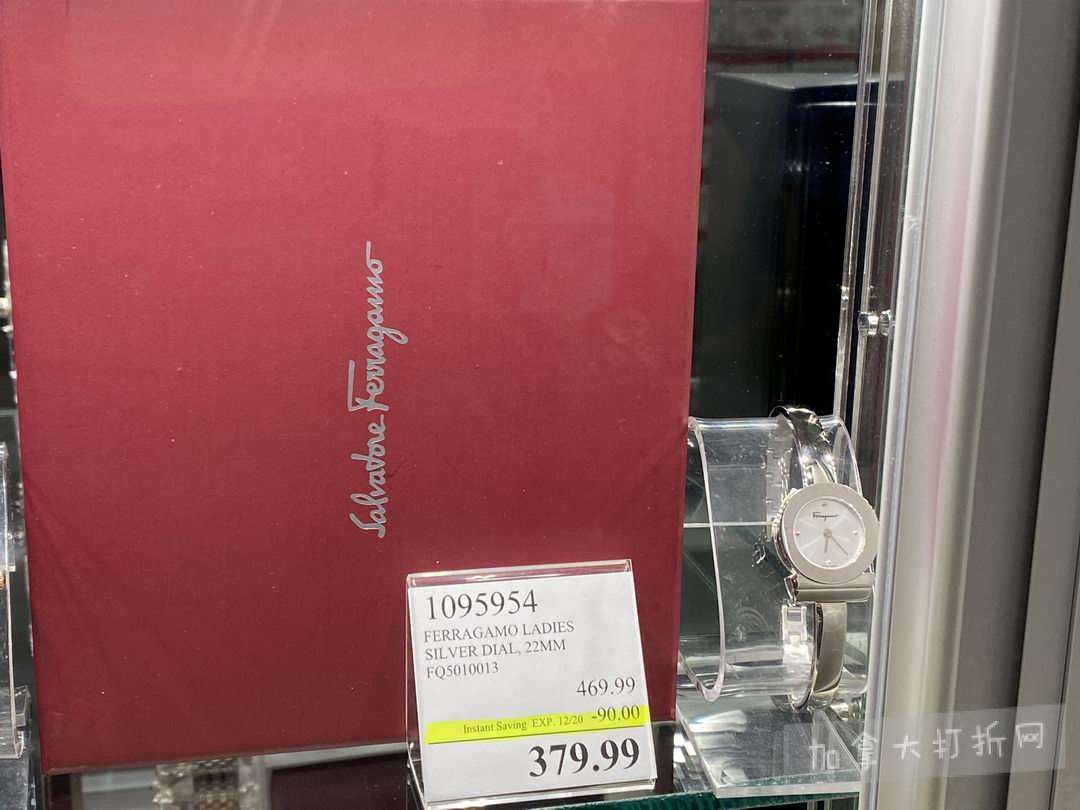 Salvatore Ferragamo
Ferragamo
1095954
FERRAGAMO LADIES
SILVER DIAL, 22MM
FQ5010013
469.99
Instant Saving EXP. 12/20 -90.00
379.99
加拿大打折网